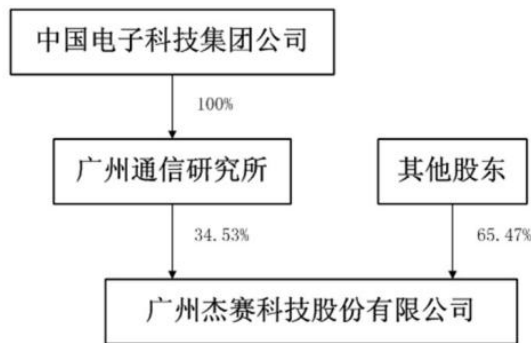 中国电子科技集团公司
100%
广州通信研究所
其他股东
34.53%
65.47%
广州杰赛科技股份有限公司